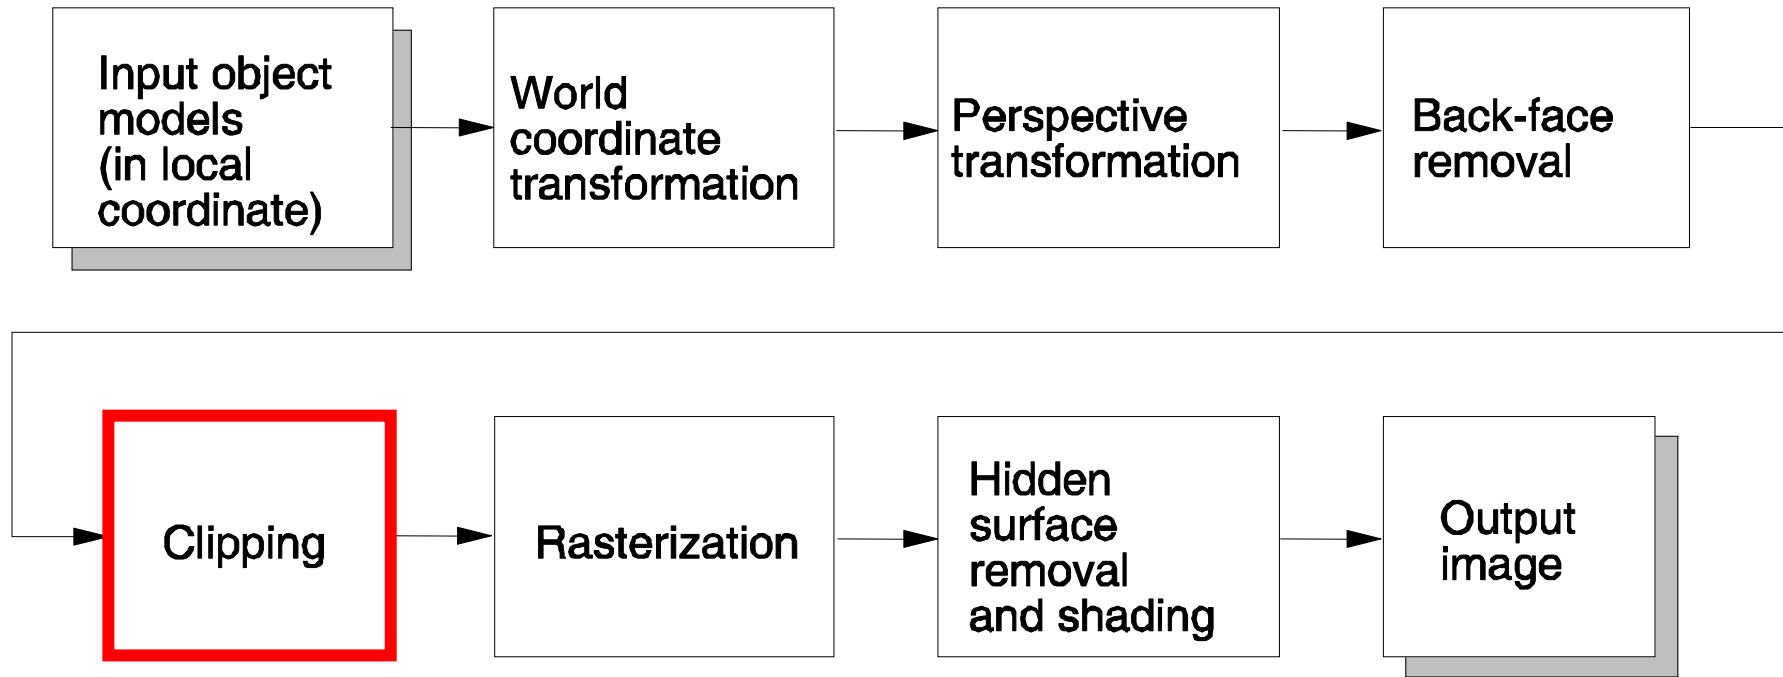 Input object
models
(in local
coordinate)
World
coordinate
transformation
Perspective
transformation
Back-face
removal
Clipping
Rasterization
Hidden
surface
removal
and shading
Output
image